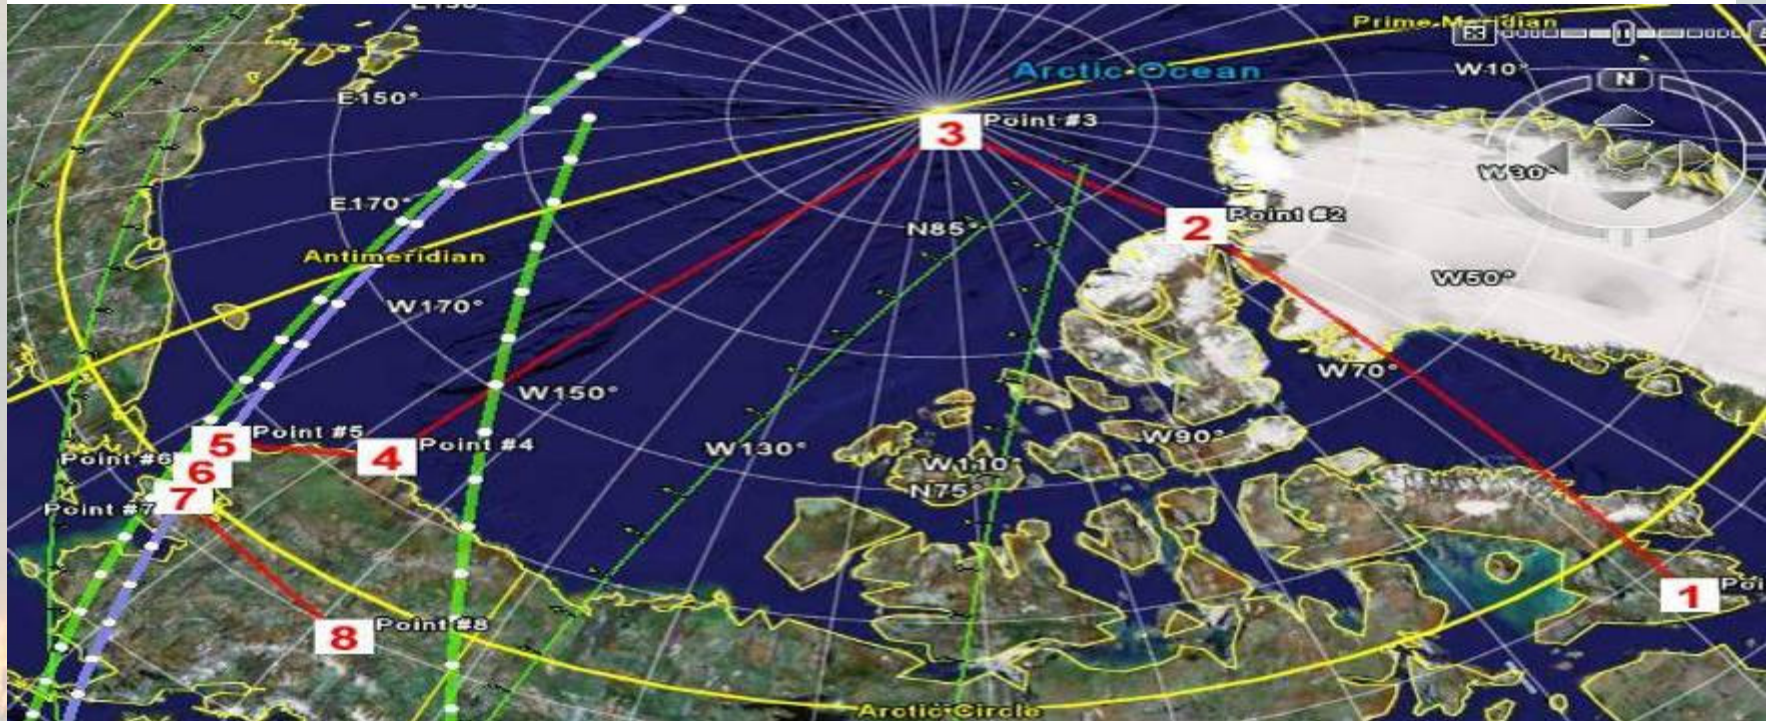 Prime Meridian
E150°
Arctic Ocean
W10°
N
3 Point #3
W30°
E170°
2 Point #2
N85°
Antimeridian
W50°
W170°
W70°
W150°
5 Point #5
4 Point #4
W90°
W130°
Point #6 6
W110°
N75°
Point #7 7
1
8 Point #8
Arctic Circle